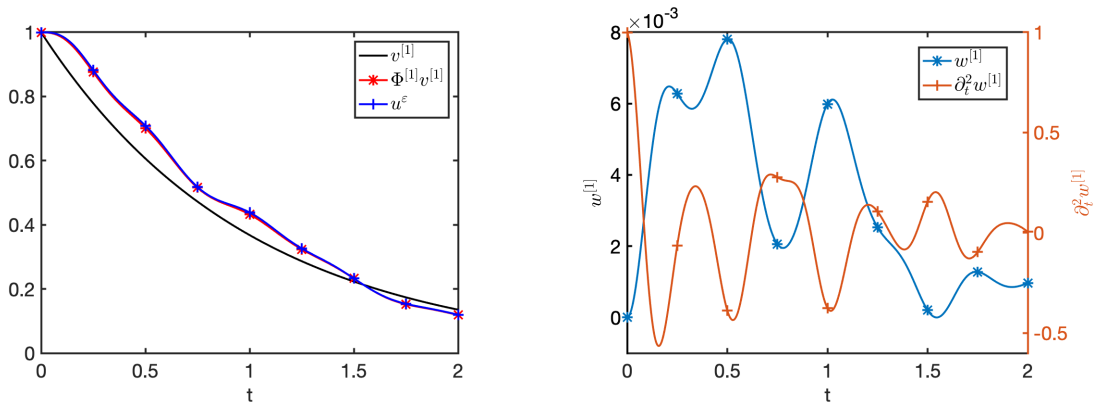 1
0.8
0.6
0.4
0.2
0
0 0.5 1 1.5 2
t
v^{[1]}
Φ^{[1]}v^{[1]}
u^ε
×10^{-3}
8
6
4
2
0
w^{[1]}
0 0.5 1 1.5 2
t
w^{[1]}
∂_t^2 w^{[1]}
1
0.5
0
-0.5
∂_t^2 w^{[1]}